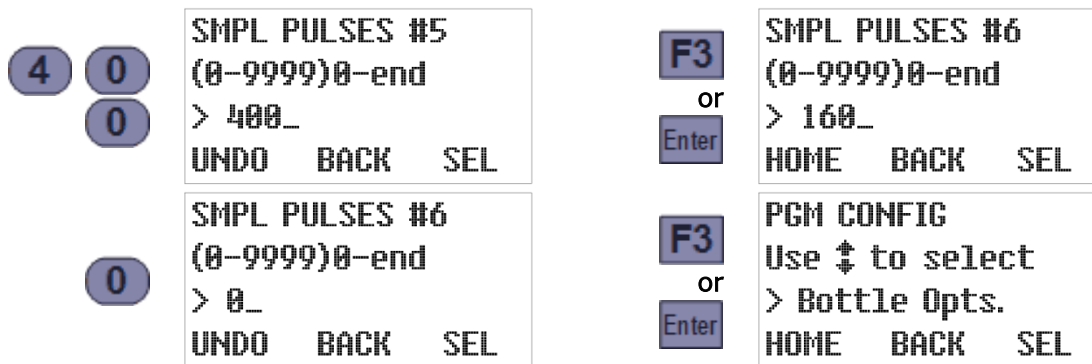 4 0
0
SMPL PULSES #5
(0-9999)0-end
> 400_
UNDO BACK SEL
F3
or
Enter
SMPL PULSES #6
(0-9999)0-end
> 160_
HOME BACK SEL
0
SMPL PULSES #6
(0-9999)0-end
> 0_
UNDO BACK SEL
F3
or
Enter
PGM CONFIG
Use ↕ to select
> Bottle Opts.
HOME BACK SEL